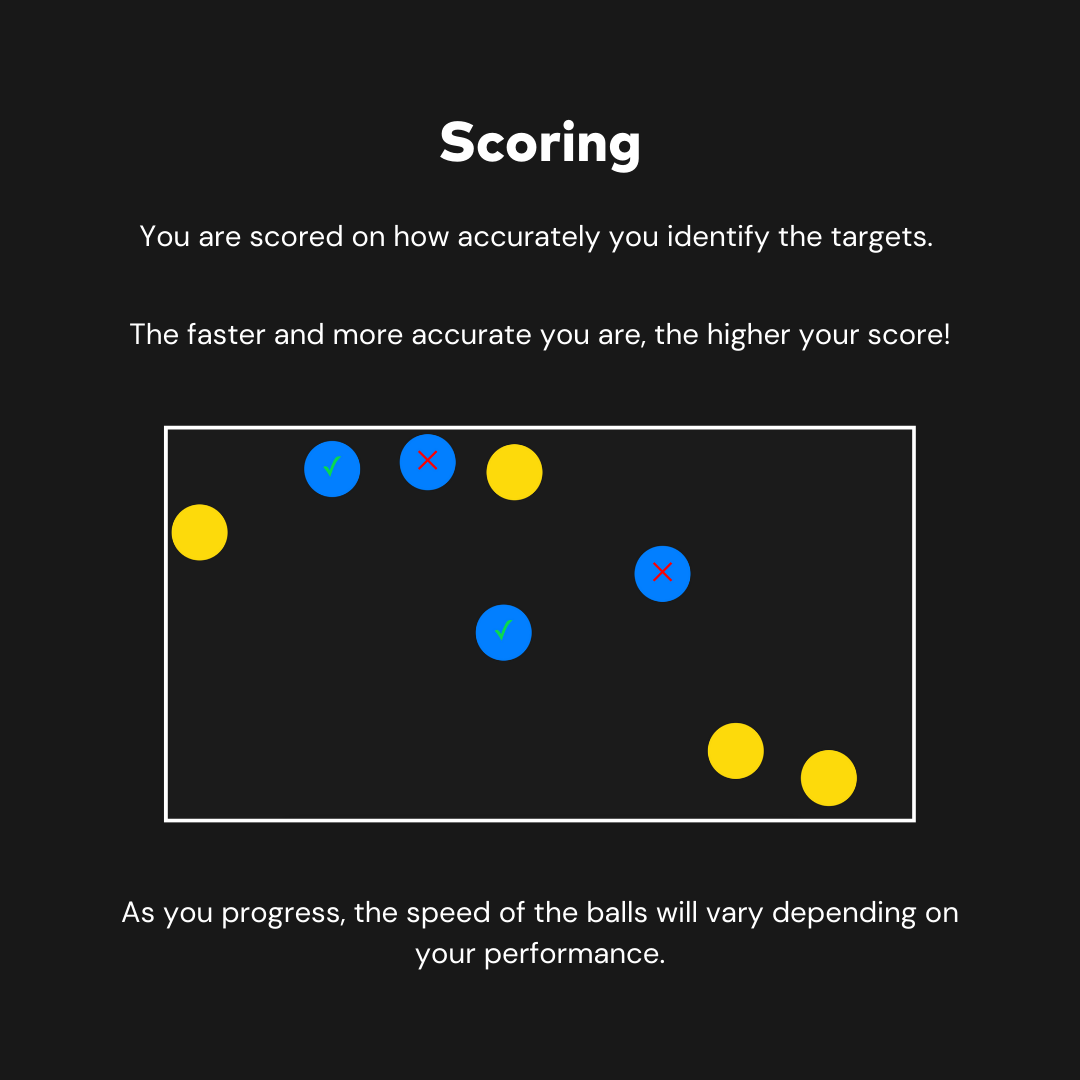 Scoring
You are scored on how accurately you identify the targets.
The faster and more accurate you are, the higher your score!
As you progress, the speed of the balls will vary depending on
your performance.